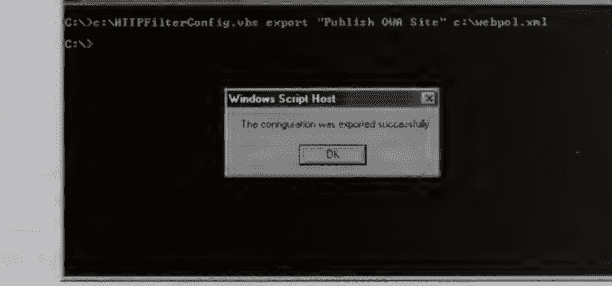 C:\>c:\HTTPFilterConfig.vbs export "Publish OWA Site" c:\webpol.xml
C:\>
Windows Script Host
The configuration was exported successfully
OK